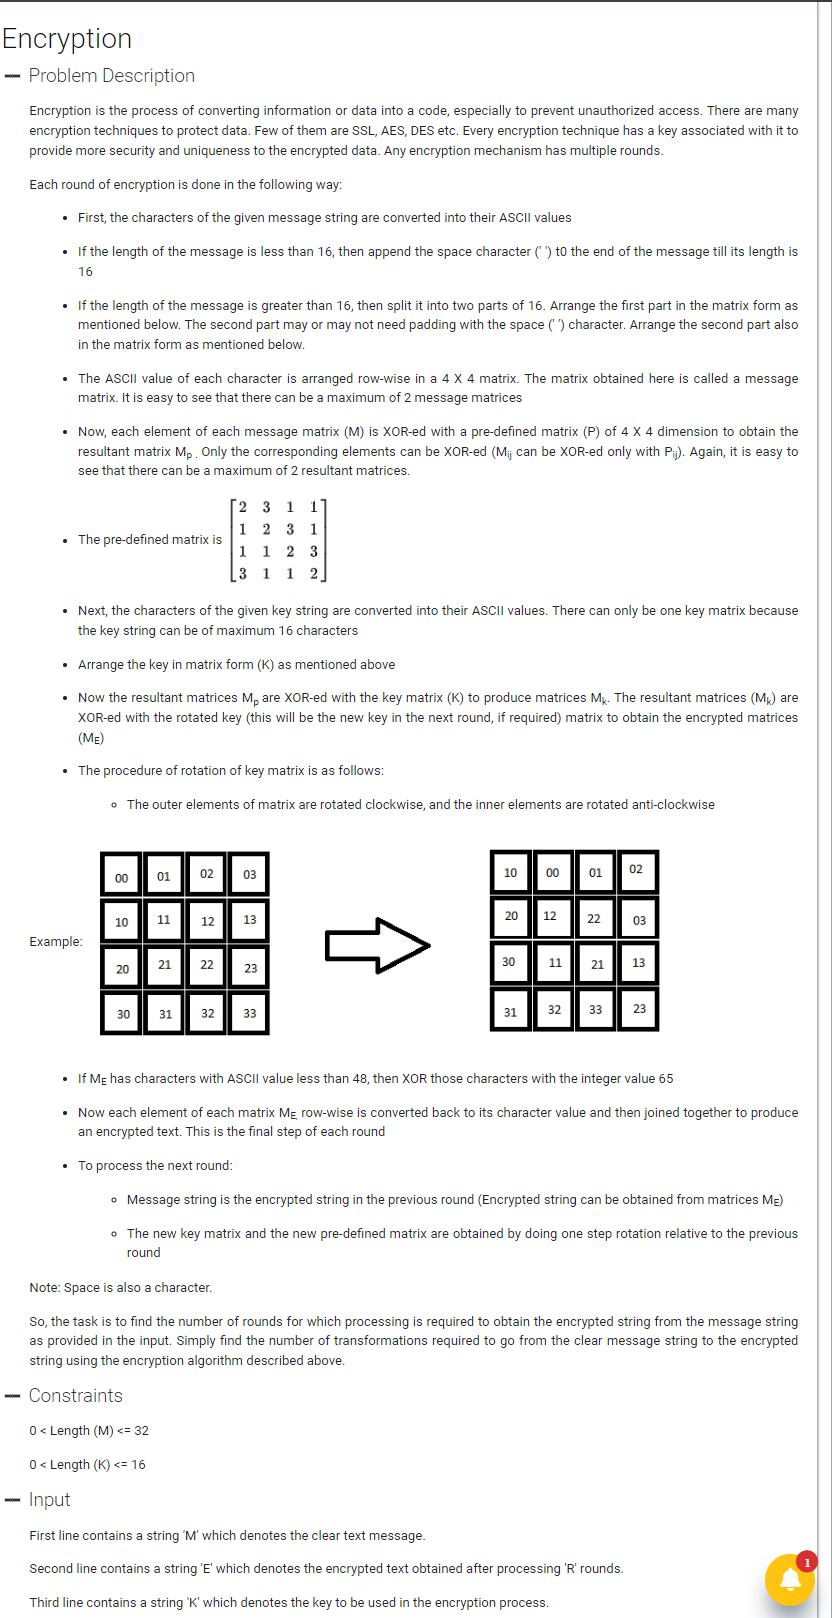 Encryption
Problem Description
Encryption is the process of converting information or data into a code, especially to prevent unauthorized access. There are many
encryption techniques to protect data. Few of them are SSL, AES, DES etc. Every encryption technique has a key associated with it to
provide more security and uniqueness to the encrypted data. Any encryption mechanism has multiple rounds.
Each round of encryption is done in the following way:
• First, the characters of the given message string are converted into their ASCII values
• If the length of the message is less than 16, then append the space character (' ') t0 the end of the message till its length is
16
• If the length of the message is greater than 16, then split it into two parts of 16. Arrange the first part in the matrix form as
mentioned below. The second part may or may not need padding with the space (' ') character. Arrange the second part also
in the matrix form as mentioned below.
• The ASCII value of each character is arranged row-wise in a 4 X 4 matrix. The matrix obtained here is called a message
matrix. It is easy to see that there can be a maximum of 2 message matrices
• Now, each element of each message matrix (M) is XOR-ed with a pre-defined matrix (P) of 4 X 4 dimension to obtain the
resultant matrix Mp . Only the corresponding elements can be XOR-ed (Mij can be XOR-ed only with Pij). Again, it is easy to
see that there can be a maximum of 2 resultant matrices.
2 3 1 1
1 2 3 1
• The pre-defined matrix is
1 1 2 3
3 1 1 2
• Next, the characters of the given key string are converted into their ASCII values. There can only be one key matrix because
the key string can be of maximum 16 characters
• Arrange the key in matrix form (K) as mentioned above
• Now the resultant matrices Mp are XOR-ed with the key matrix (K) to produce matrices Mk. The resultant matrices (Mk) are
XOR-ed with the rotated key (this will be the new key in the next round, if required) matrix to obtain the encrypted matrices
(ME)
• The procedure of rotation of key matrix is as follows:
◦ The outer elements of matrix are rotated clockwise, and the inner elements are rotated anti-clockwise
Example:
00 01 02 03
10 11 12 13
20 21 22 23
30 31 32 33
10 00 01 02
20 12 22 03
30 11 21 13
31 32 33 23
• If ME has characters with ASCII value less than 48, then XOR those characters with the integer value 65
• Now each element of each matrix ME row-wise is converted back to its character value and then joined together to produce
an encrypted text. This is the final step of each round
• To process the next round:
◦ Message string is the encrypted string in the previous round (Encrypted string can be obtained from matrices ME)
◦ The new key matrix and the new pre-defined matrix are obtained by doing one step rotation relative to the previous
round
Note: Space is also a character.
So, the task is to find the number of rounds for which processing is required to obtain the encrypted string from the message string
as provided in the input. Simply find the number of transformations required to go from the clear message string to the encrypted
string using the encryption algorithm described above.
Constraints
0 < Length (M) <= 32
0 < Length (K) <= 16
Input
First line contains a string 'M' which denotes the clear text message.
Second line contains a string 'E' which denotes the encrypted text obtained after processing 'R' rounds.
Third line contains a string 'K' which denotes the key to be used in the encryption process.
1